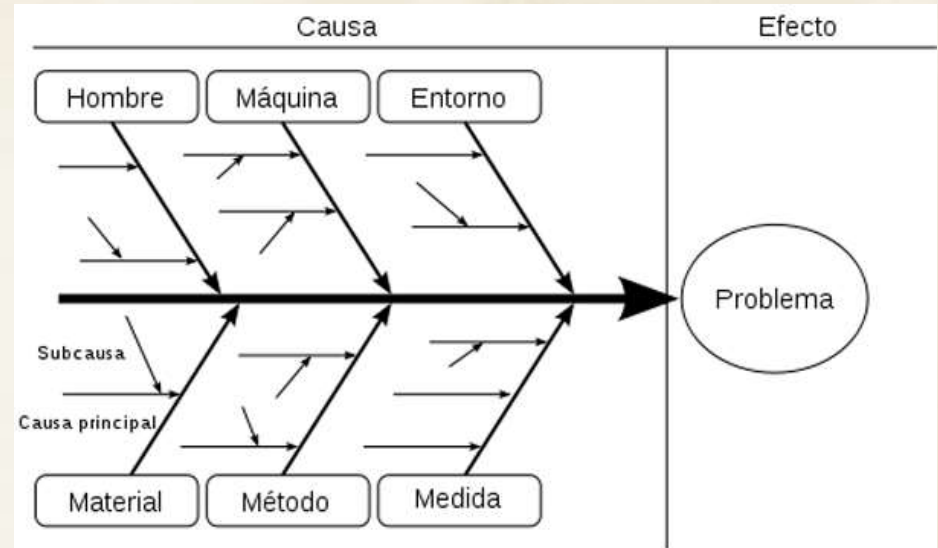 Causa Efecto
Hombre Máquina Entorno
Problema
Subcausa
Causa principal
Material Método Medida